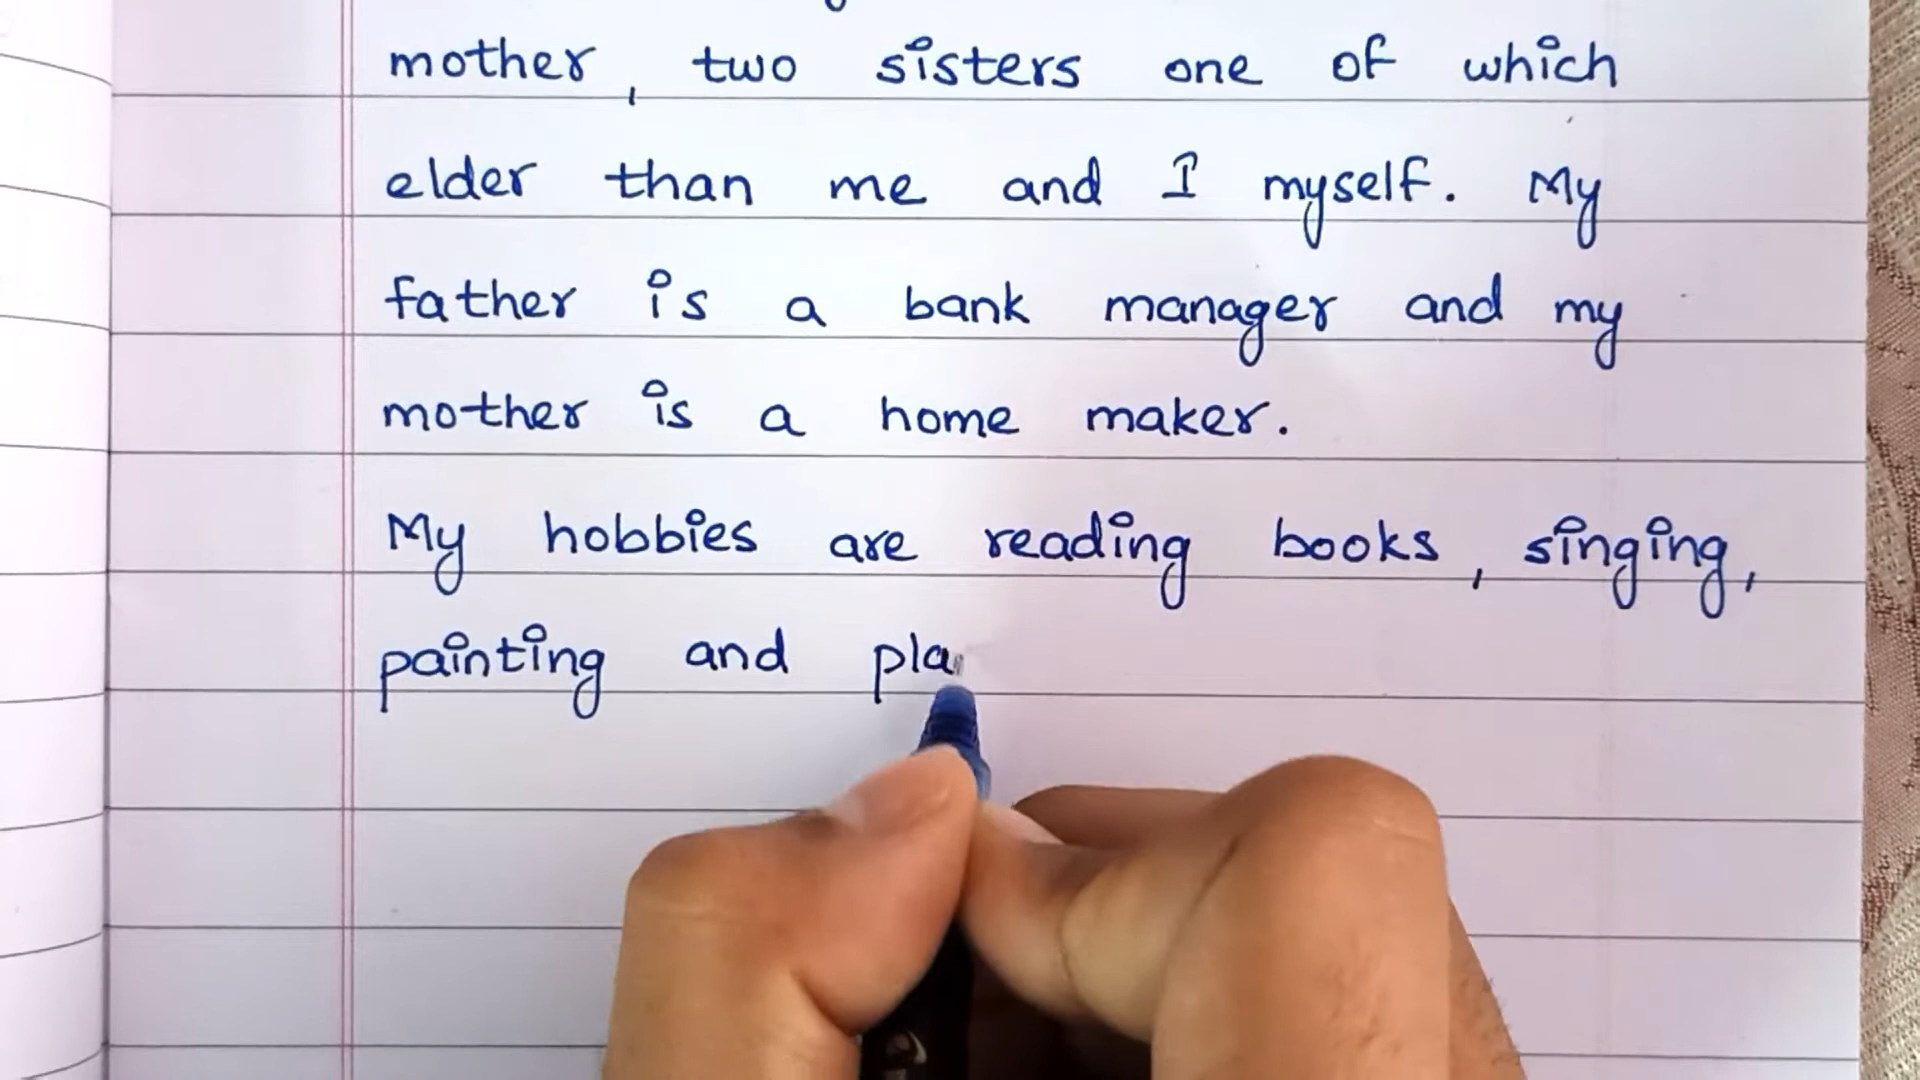 mother, two sisters one of which
elder than me and I myself. My
father is a bank manager and my
mother is a home maker.
My hobbies are reading books, singing,
painting and pla